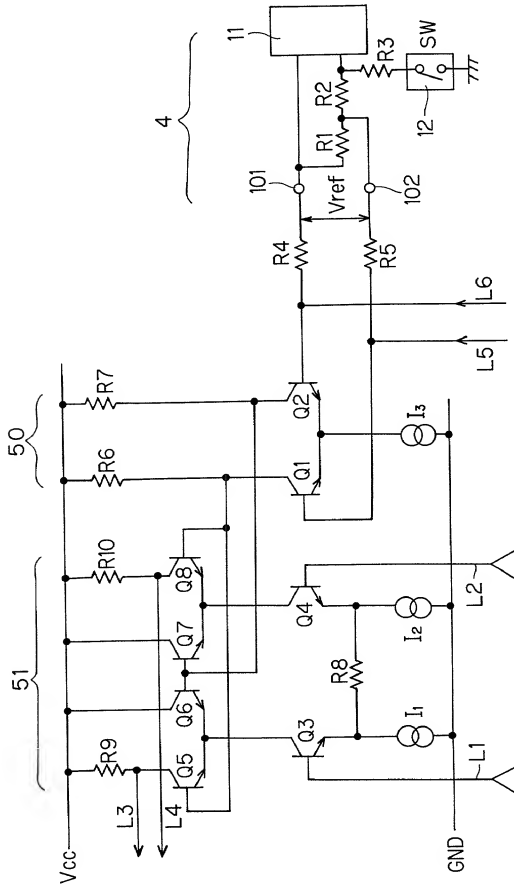 4
11
101
R1
R2
R3
SW
12
Vref
102
R4
R5
L6
L5
50
R7
R6
Q2
Q1
I3
51
R10
R9
Q8
Q7
Q6
Q5
L3
L4
Q4
Q3
R8
I2
I1
L2
L1
Vcc
GND